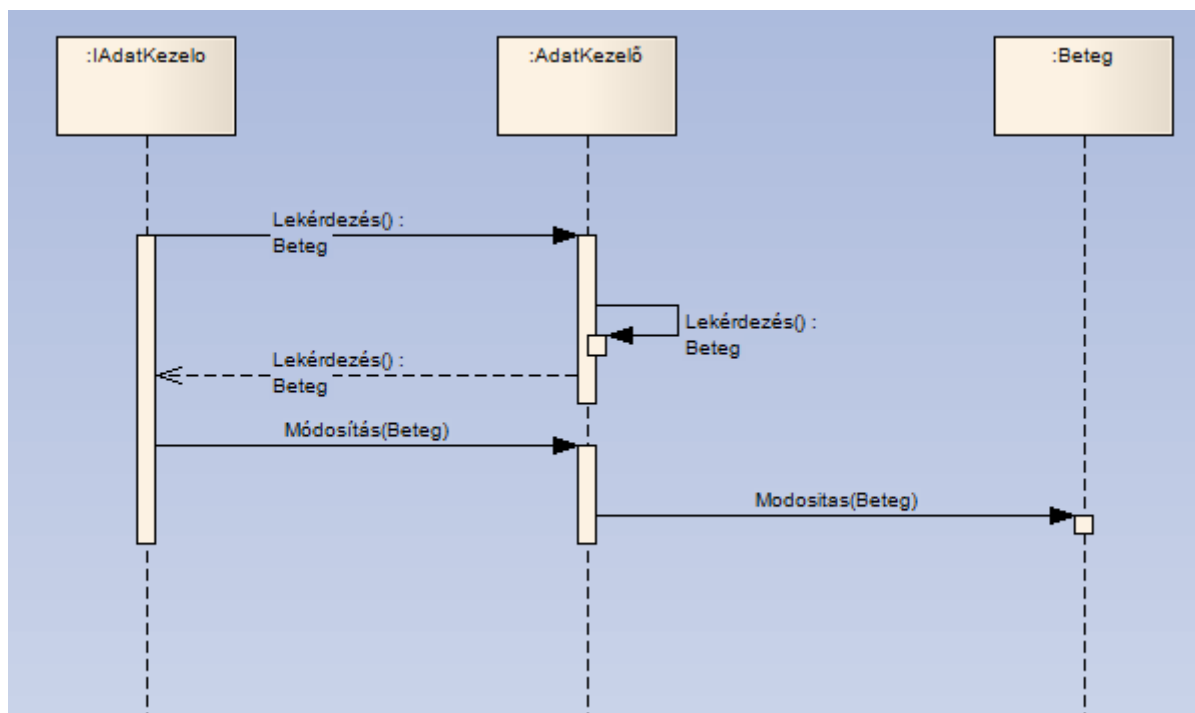 :IAdatKezelo
:AdatKezelő
:Beteg
Lekérdezés() :
Beteg
Lekérdezés() :
Beteg
Lekérdezés() :
Beteg
Módosítás(Beteg)
Modositas(Beteg)